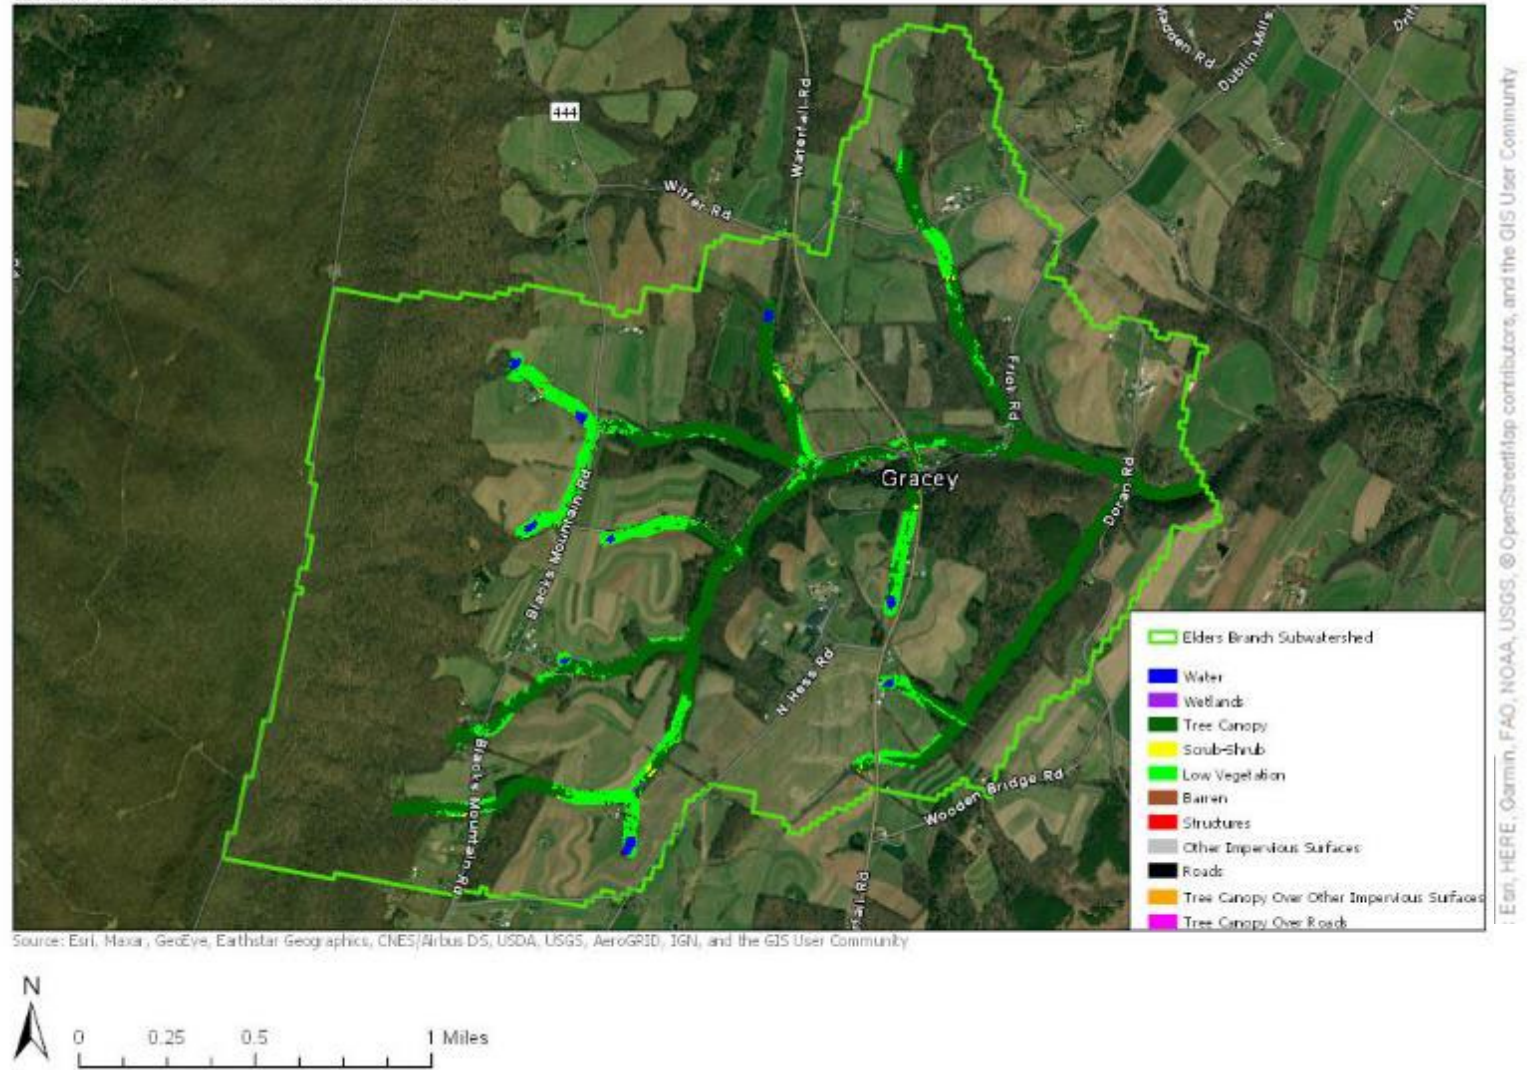 Madden Rd
Dublin-Mills
444
Waterfall-Rd
Witter Rd
Friek Rd
Gracey
Doran Rd
Blacks Mountain Rd
N Hess Rd
Blacks Mountain Rd
Wooden Bridge Rd
Elders Branch Subwatershed
Water
Wetlands
Tree Canopy
Scrub-Shrub
Low Vegetation
Barren
Structures
Other Impervious Surfaces
Roads
Tree Canopy Over Other Impervious Surfaces
Tree Canopy Over Roads
Esri, HERE, Garmin, FAO, NOAA, USGS, © OpenStreetMap contributors, and the GIS User Community
Source: Esri, Maxar, GeoEye, Earthstar Geographics, CNES/Airbus DS, USDA, USGS, AeroGRID, IGN, and the GIS User Community
N
0 0.25 0.5 1 Miles